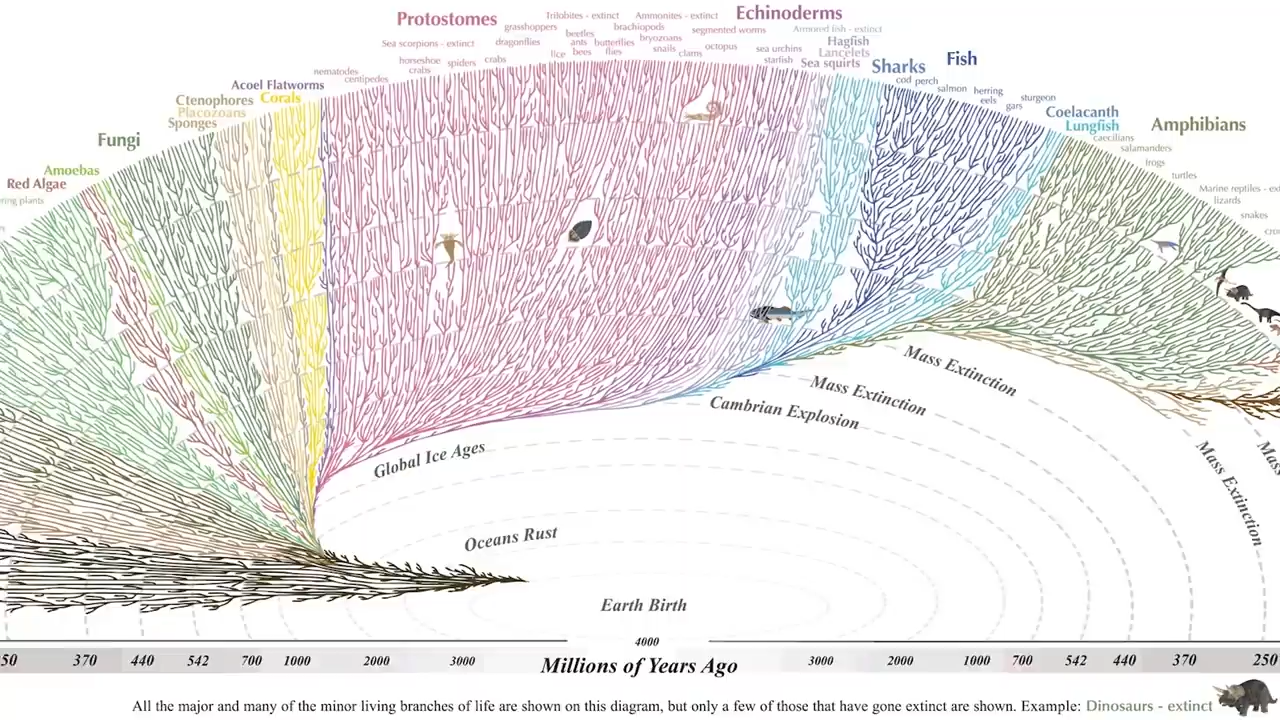 Protostomes
Trilobites - extinct
Ammonites - extinct
Echinoderms
grasshoppers
brachiopods
Armored fish - extinct
beetles
segmented worms
Sea scorpions - extinct
dragonflies
ants
butterflies
bryozoans
octopus
Hagfish
sea urchins
Lancelets
lice
bees
flies
snails
clams
horseshoe
crabs
spiders
crabs
starfish
Sea squirts
Fish
Sharks
nematodes
centipedes
cod
perch
Acoel Flatworms
salmon
herring
eels
Ctenophores
Corals
gars
sturgeon
Placozoans
Coelacanth
Sponges
Lungfish
Amphibians
Fungi
caecilians
salamanders
Amoebas
frogs
Red Algae
turtles
Marine reptiles - ex
ring plants
lizards
snakes
Mass Extinction
Mass Extinction
Cambrian Explosion
Global Ice Ages
Mass Extinction
Mass
Oceans Rust
Earth Birth
4000
50 370 440 542 700 1000 2000 3000 Millions of Years Ago 3000 2000 1000 700 542 440 370 250
All the major and many of the minor living branches of life are shown on this diagram, but only a few of those that have gone extinct are shown. Example: Dinosaurs - extinct